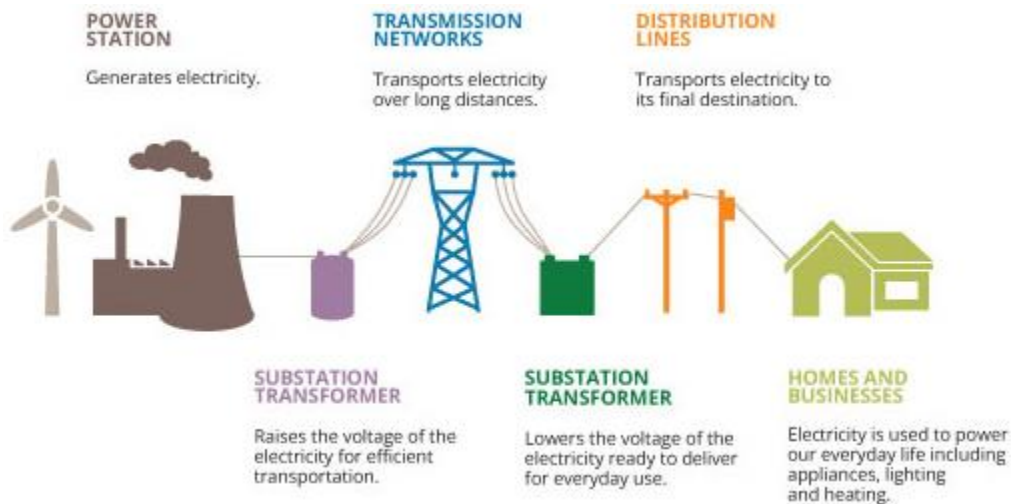 POWER
STATION
Generates electricity.
TRANSMISSION
NETWORKS
Transports electricity
over long distances.
DISTRIBUTION
LINES
Transports electricity to
its final destination.
SUBSTATION
TRANSFORMER
Raises the voltage of the
electricity for efficient
transportation.
SUBSTATION
TRANSFORMER
Lowers the voltage of the
electricity ready to deliver
for everyday use.
HOMES AND
BUSINESSES
Electricity is used to power
our everyday life including
appliances, lighting
and heating.